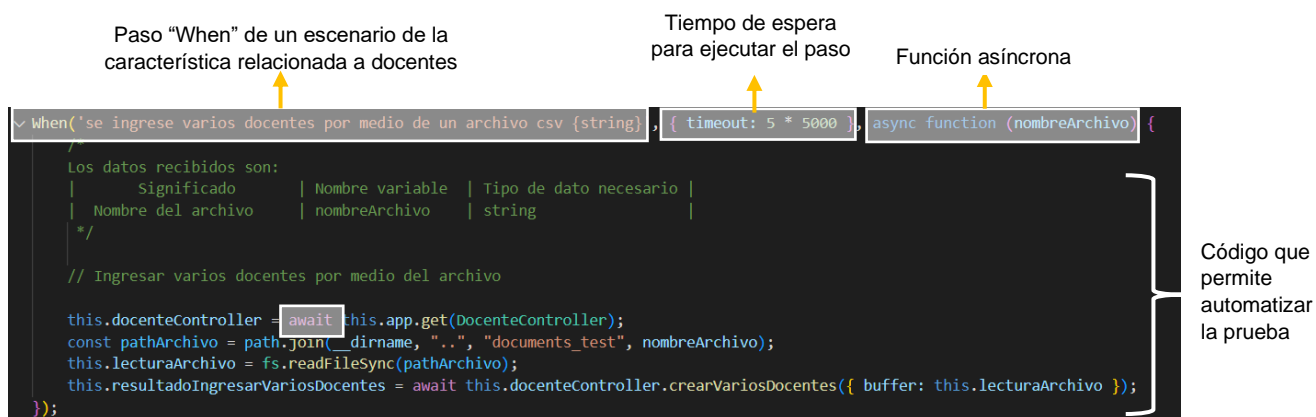 Paso “When” de un escenario de la
característica relacionada a docentes
Tiempo de espera
para ejecutar el paso
Función asíncrona
When('se ingrese varios docentes por medio de un archivo csv {string} , { timeout: 5 * 5000 }, async function (nombreArchivo) {
/*
Los datos recibidos son:
| Significado | Nombre variable | Tipo de dato necesario |
| Nombre del archivo | nombreArchivo | string |
*/
// Ingresar varios docentes por medio del archivo
this.docenteController = await this.app.get(DocenteController);
const pathArchivo = path.join(__dirname, "..", "documents_test", nombreArchivo);
this.lecturaArchivo = fs.readFileSync(pathArchivo);
this.resultadoIngresarVariosDocentes = await this.docenteController.crearVariosDocentes({ buffer: this.lecturaArchivo });
});
Código que
permite
automatizar
la prueba